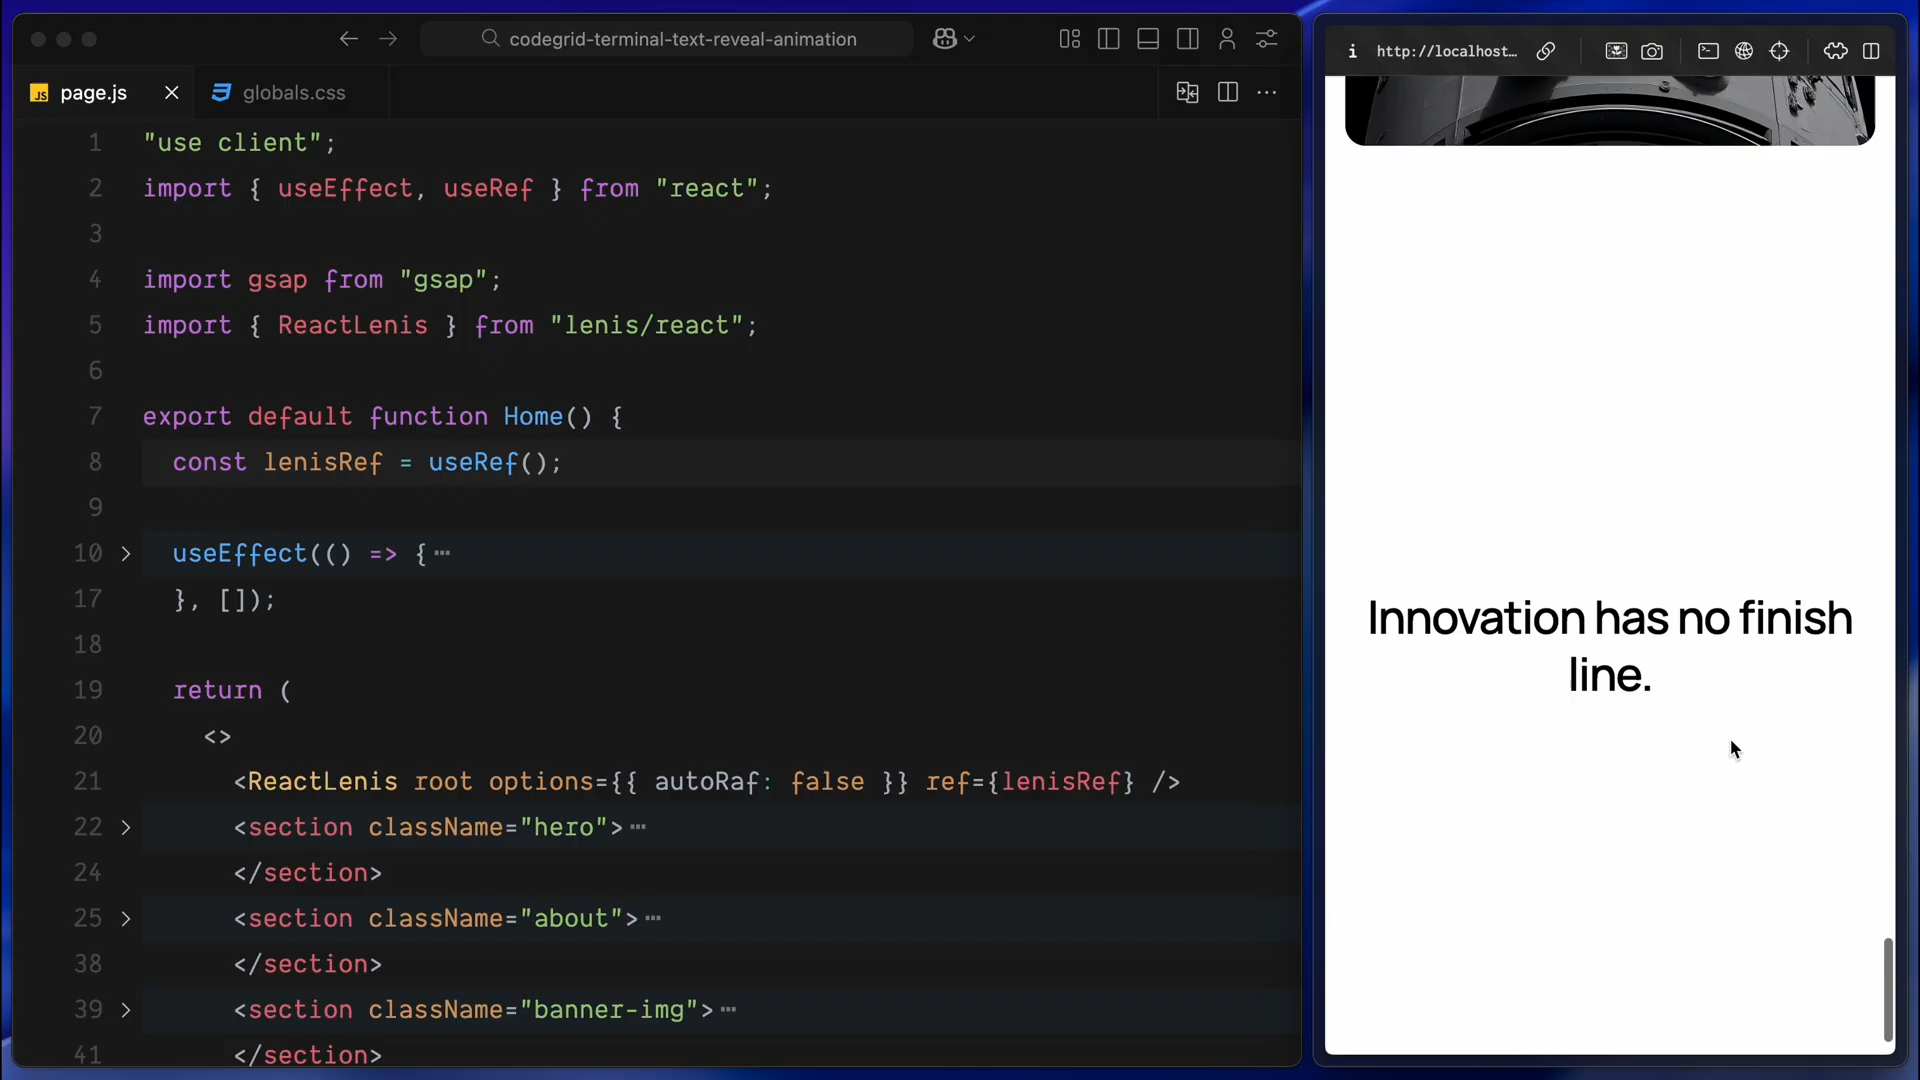 codegrid-terminal-text-reveal-animation
JS page.js
globals.css
1 "use client";
2 import { useEffect, useRef } from "react";
3
4 import gsap from "gsap";
5 import { ReactLenis } from "lenis/react";
6
7 export default function Home() {
8 const lenisRef = useRef();
9
10 useEffect(() => {⋯
17 }, []);
18
19 return (
20 <>
21 <ReactLenis root options={{ autoRaf: false }} ref={lenisRef} />
22 <section className="hero">⋯
24 </section>
25 <section className="about">⋯
38 </section>
39 <section className="banner-img">⋯
41 </section>
http://localhost…
Innovation has no finish
line.